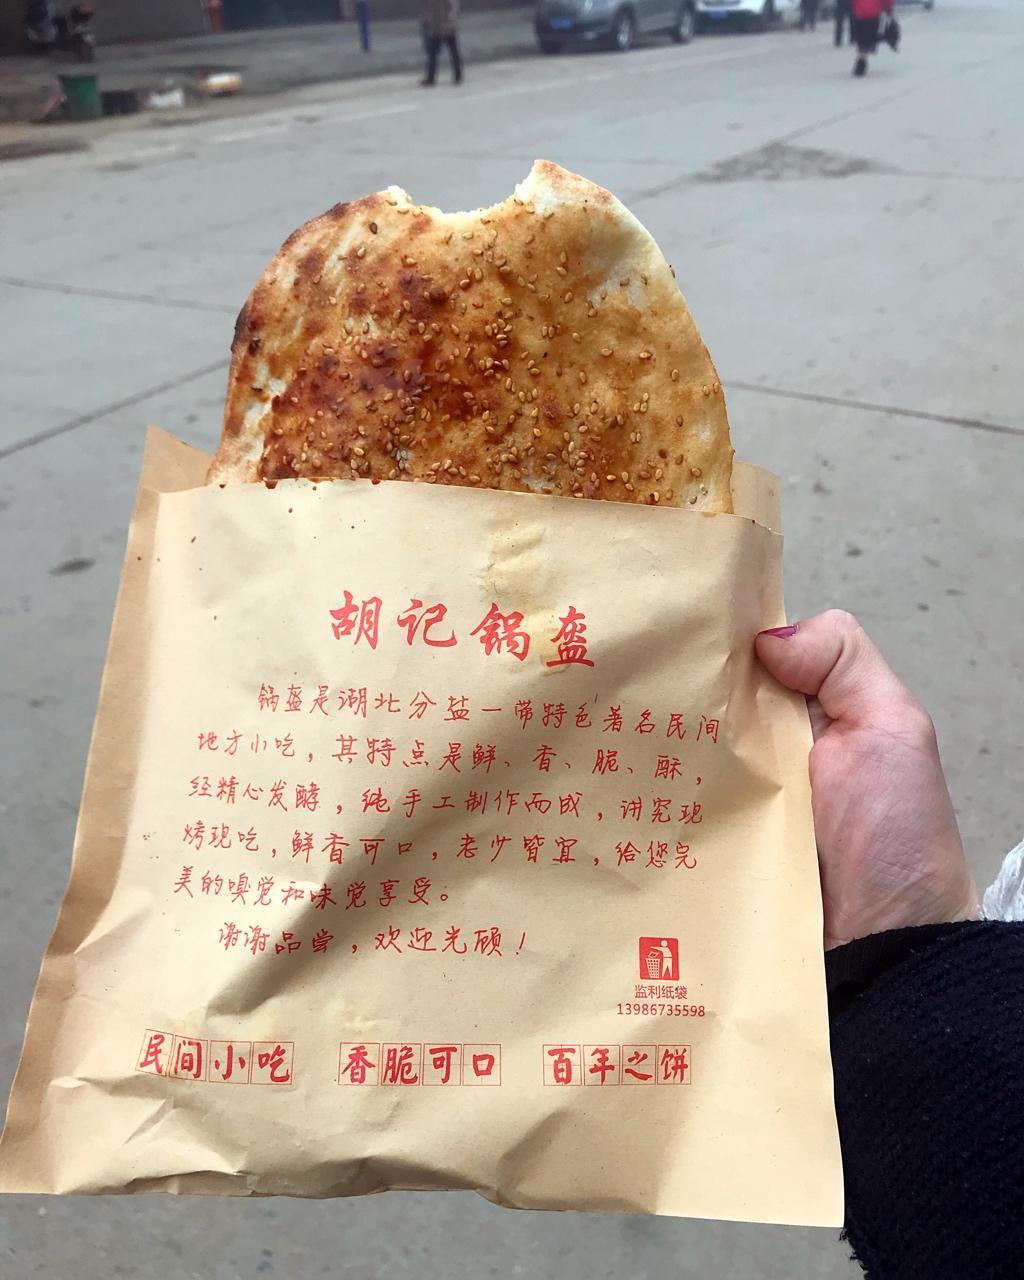 胡记锅盔
锅盔是湖北分盐一带特色著名民间
地方小吃，其特点是鲜、香、脆、酥，
经精心发酵，纯手工制作而成，讲究现
烤现吃，鲜香可口，老少皆宜，给您完
美的嗅觉和味觉享受。
谢谢品尝，欢迎光顾！
监利纸袋
13986735598
民间小吃 香脆可口 百年之饼